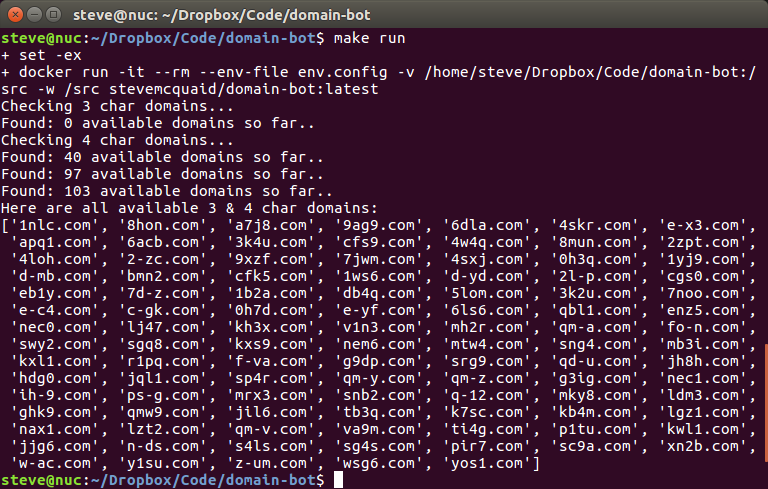 steve@nuc: ~/Dropbox/Code/domain-bot
steve@nuc:~/Dropbox/Code/domain-bot$ make run
+ set -ex
+ docker run -it --rm --env-file env.config -v /home/steve/Dropbox/Code/domain-bot:/
src -w /src stevemcquaid/domain-bot:latest
Checking 3 char domains...
Found: 0 available domains so far..
Checking 4 char domains...
Found: 40 available domains so far..
Found: 97 available domains so far..
Found: 103 available domains so far..
Here are all available 3 & 4 char domains:
['1nlc.com', '8hon.com', 'a7j8.com', '9ag9.com', '6dla.com', '4skr.com', 'e-x3.com',
'apq1.com', '6acb.com', '3k4u.com', 'cfs9.com', '4w4q.com', '8mun.com', '2zpt.com',
'4loh.com', '2-zc.com', '9xzf.com', '7jwm.com', '4sxj.com', '0h3q.com', '1yj9.com',
'd-mb.com', 'bmn2.com', 'cfk5.com', '1ws6.com', 'd-yd.com', '2l-p.com', 'cgs0.com',
'eb1y.com', '7d-z.com', '1b2a.com', 'db4q.com', '5lom.com', '3k2u.com', '7noo.com',
'e-c4.com', 'c-gk.com', '0h7d.com', 'e-yf.com', '6ls6.com', 'qbl1.com', 'enz5.com',
'nec0.com', 'lj47.com', 'kh3x.com', 'v1n3.com', 'mh2r.com', 'qm-a.com', 'fo-n.com',
'swy2.com', 'sgq8.com', 'kxs9.com', 'nem6.com', 'mtw4.com', 'sng4.com', 'mb3i.com',
'kxl1.com', 'r1pq.com', 'f-va.com', 'g9dp.com', 'srg9.com', 'qd-u.com', 'jh8h.com',
'hdg0.com', 'jql1.com', 'sp4r.com', 'qm-y.com', 'qm-z.com', 'g3ig.com', 'nec1.com',
'ih-9.com', 'ps-g.com', 'mrx3.com', 'snb2.com', 'q-12.com', 'mky8.com', 'ldm3.com',
'ghk9.com', 'qmw9.com', 'jil6.com', 'tb3q.com', 'k7sc.com', 'kb4m.com', 'lgz1.com',
'nax1.com', 'lzt2.com', 'qm-v.com', 'va9m.com', 'ti4g.com', 'p1tu.com', 'kwl1.com',
'jjg6.com', 'n-ds.com', 's4ls.com', 'sg4s.com', 'pir7.com', 'sc9a.com', 'xn2b.com',
'w-ac.com', 'y1su.com', 'z-um.com', 'wsg6.com', 'yos1.com']
steve@nuc:~/Dropbox/Code/domain-bot$